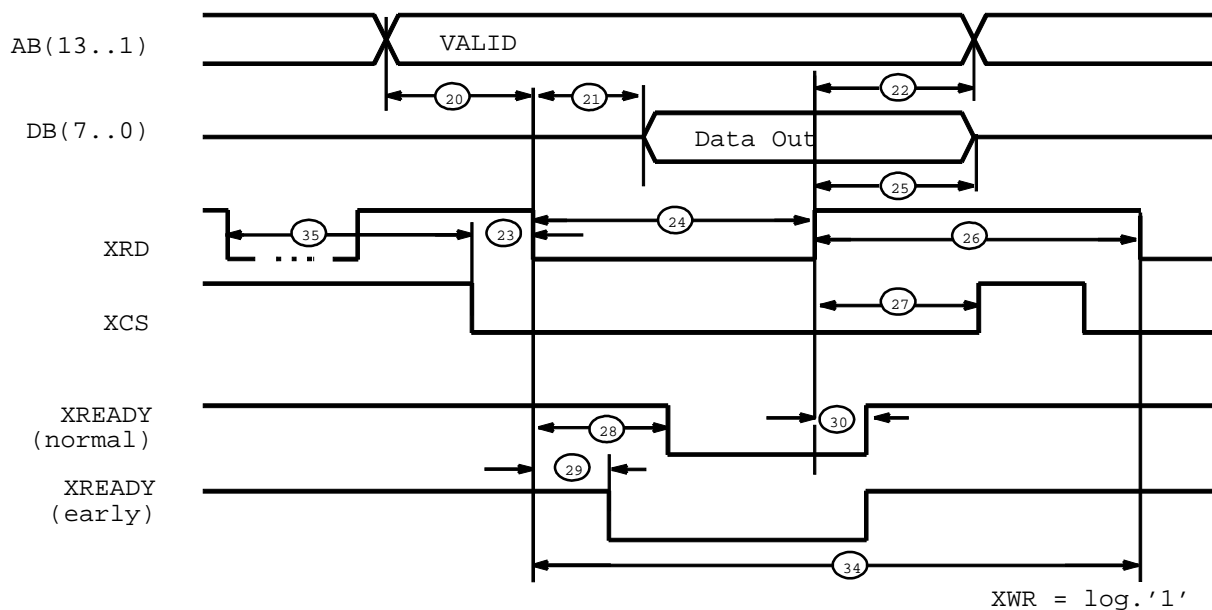 AB(13..1)
VALID
20
21
22
DB(7..0)
Data Out
25
24
35
23
26
XRD
27
XCS
XREADY
(normal)
28
30
29
XREADY
(early)
34
XWR = log.'1'